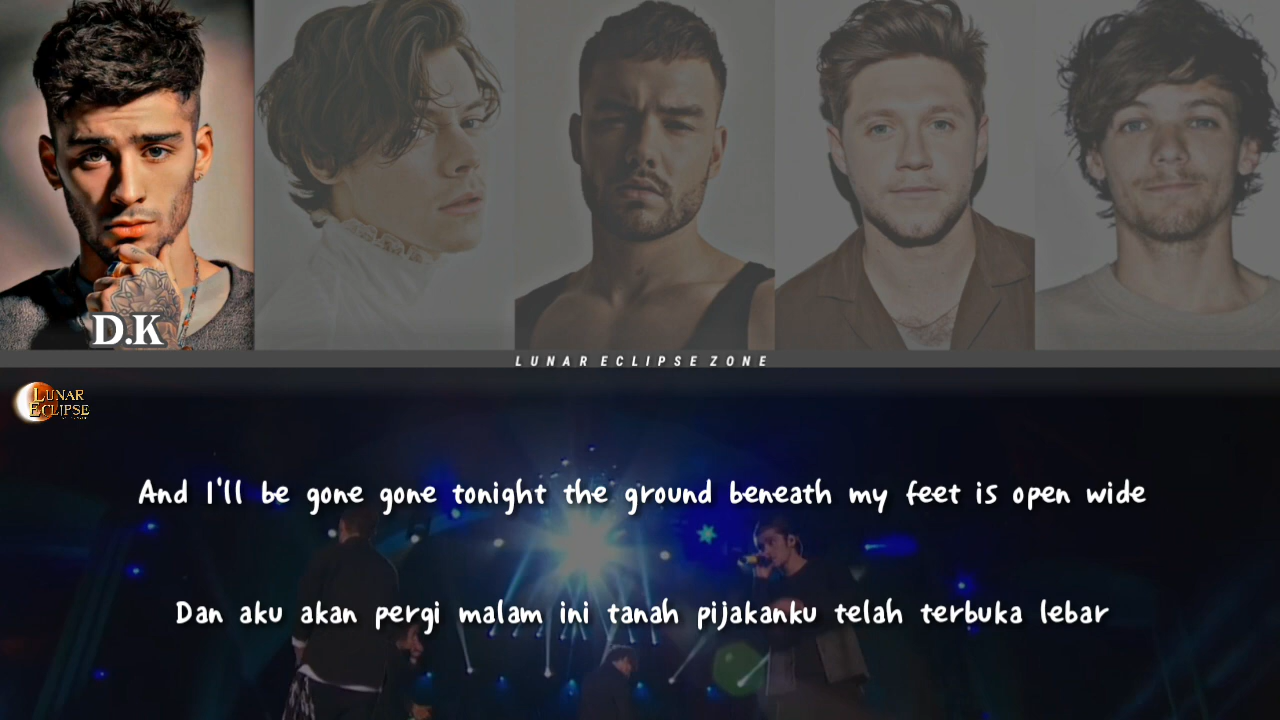 D.K
LUNAR ECLIPSE ZONE
LUNAR
ECLIPSE
And I'll be gone gone tonight the ground beneath my feet is open wide
Dan aku akan pergi malam ini tanah pijakanku telah terbuka lebar